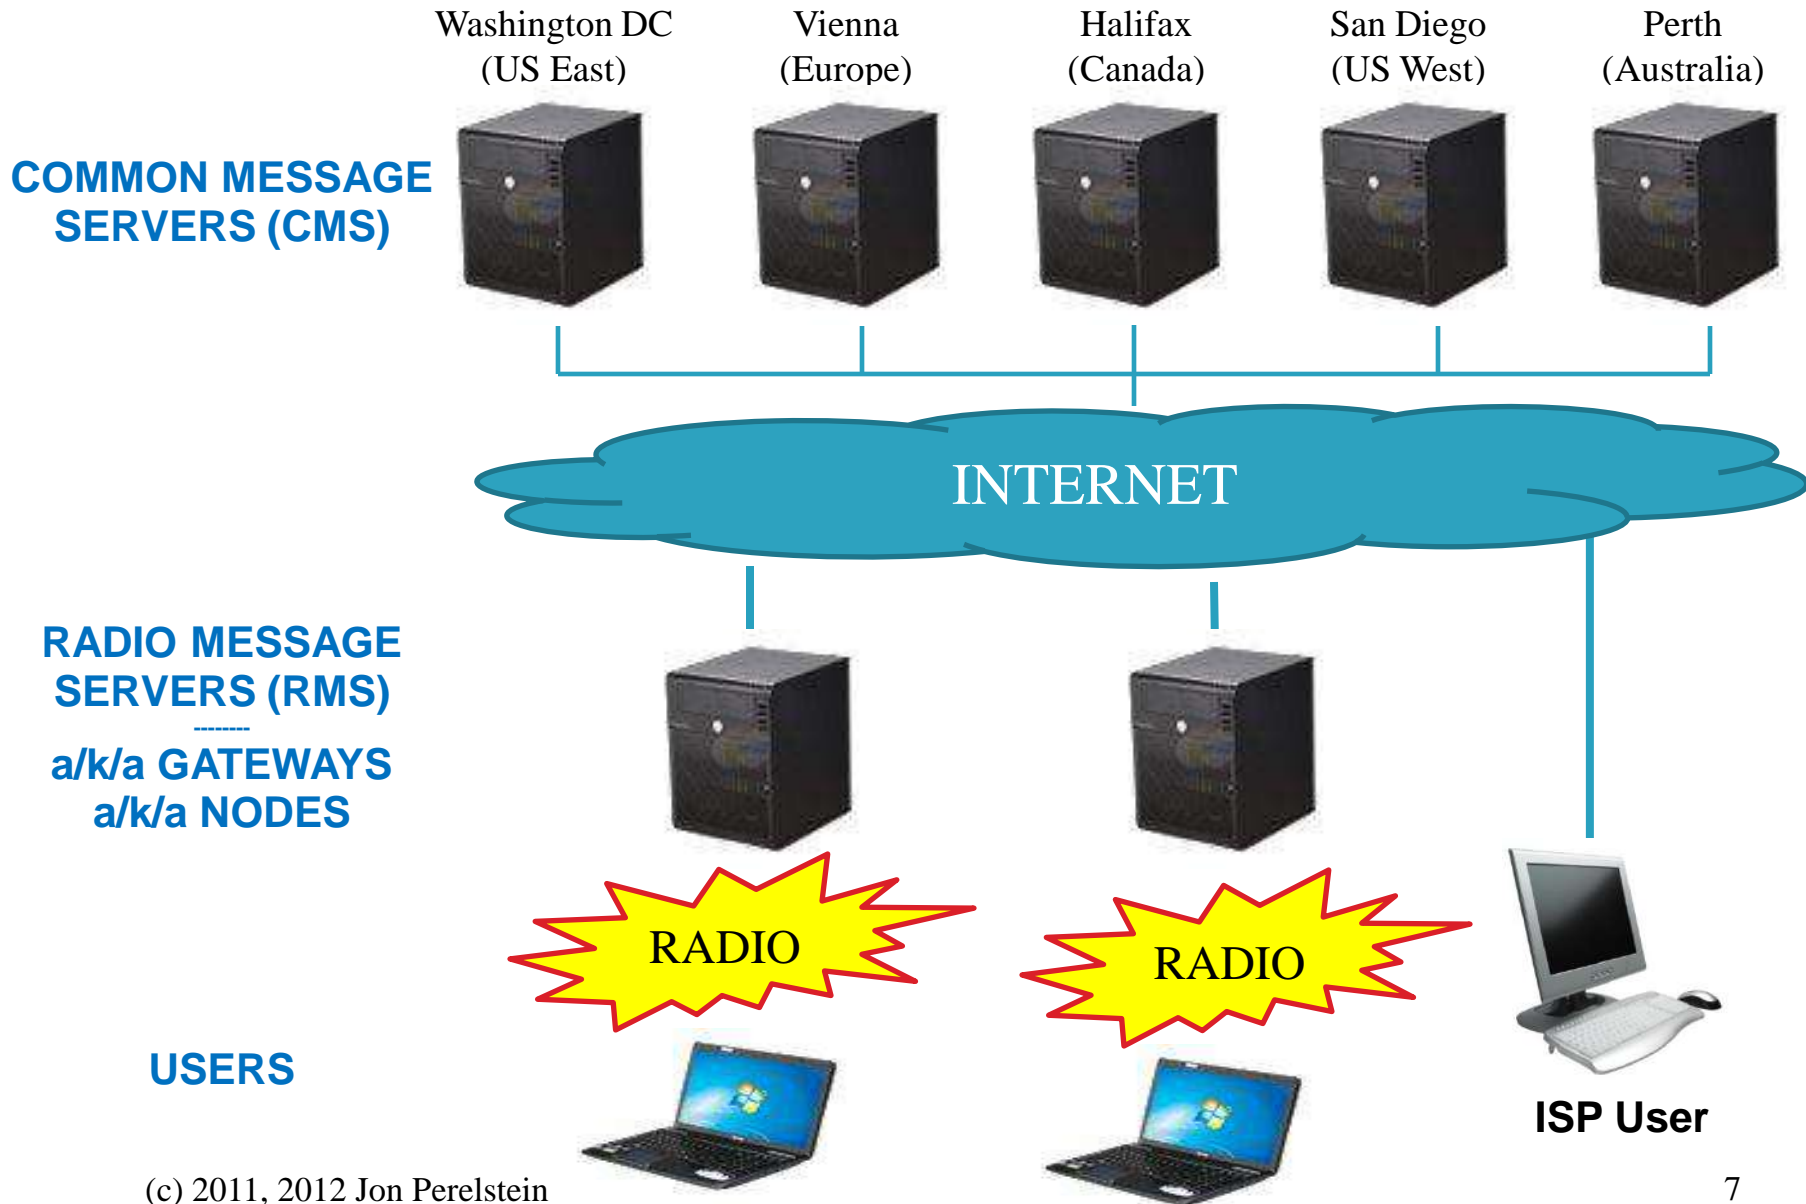 Washington DC
(US East)
Vienna
(Europe)
Halifax
(Canada)
San Diego
(US West)
Perth
(Australia)
COMMON MESSAGE
SERVERS (CMS)
INTERNET
RADIO MESSAGE
SERVERS (RMS)
--------
a/k/a GATEWAYS
a/k/a NODES
RADIO
RADIO
USERS
ISP User
(c) 2011, 2012 Jon Perelstein
7